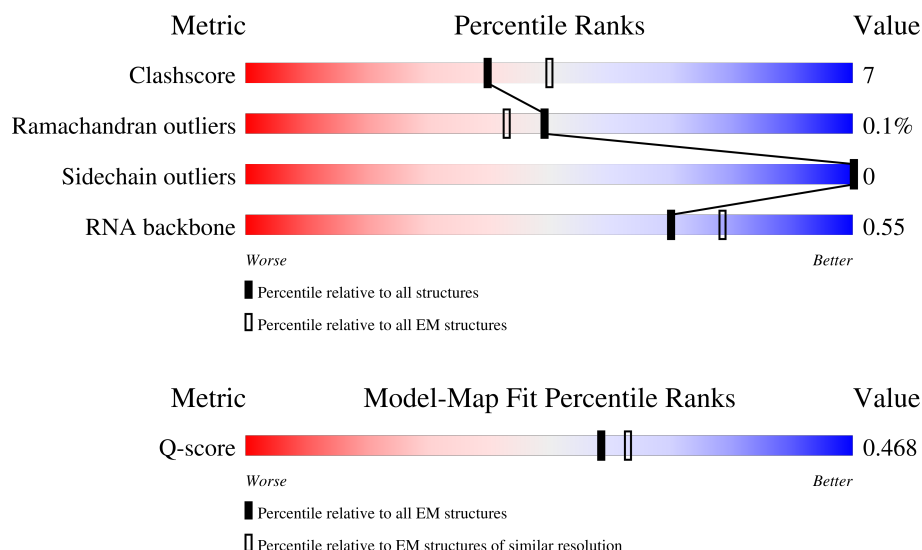 Metric Percentile Ranks Value
Clashscore 7
Ramachandran outliers 0.1%
Sidechain outliers 0
RNA backbone 0.55
Worse Better
Percentile relative to all structures
Percentile relative to all EM structures
Metric Model-Map Fit Percentile Ranks Value
Q-score 0.468
Worse Better
Percentile relative to all EM structures
Percentile relative to EM structures of similar resolution